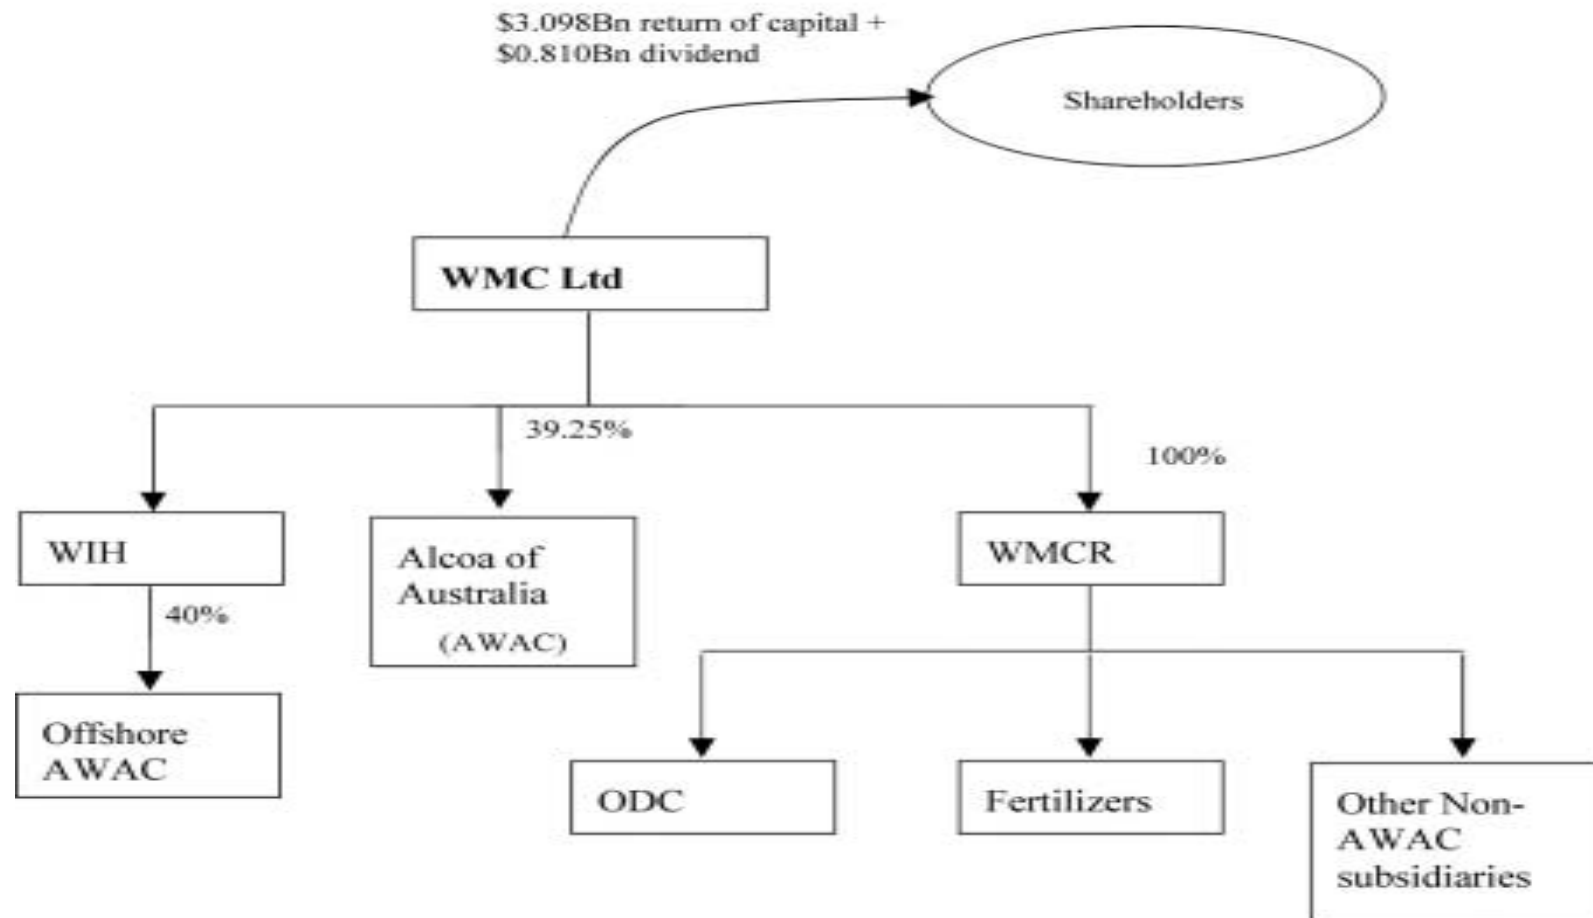 $3.098Bn return of capital +
$0.810Bn dividend
Shareholders
WMC Ltd
39.25%
100%
WIH
Alcoa of
Australia
(AWAC)
WMCR
40%
Offshore
AWAC
ODC
Fertilizers
Other Non-
AWAC
subsidiaries